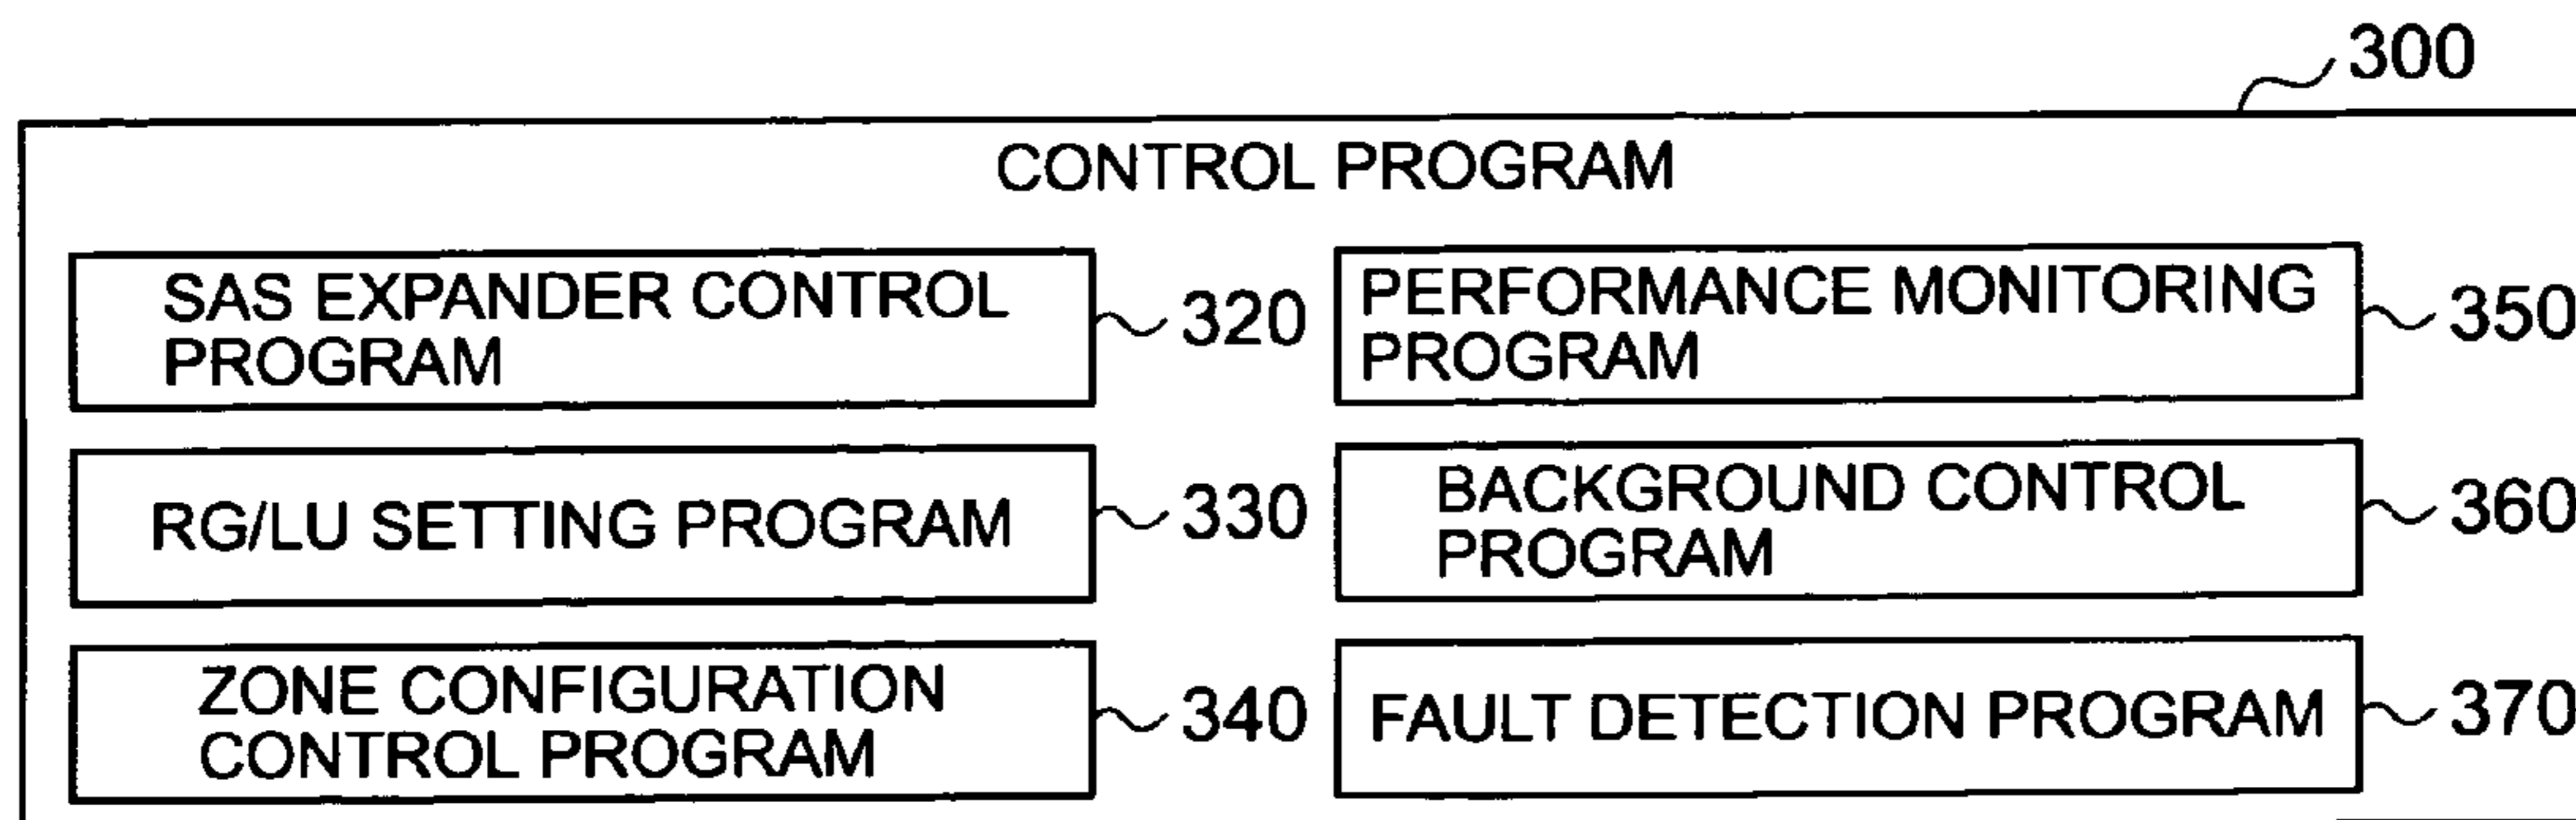 300
CONTROL PROGRAM
SAS EXPANDER CONTROL
PROGRAM
320
RG/LU SETTING PROGRAM
330
ZONE CONFIGURATION
CONTROL PROGRAM
340
PERFORMANCE MONITORING
PROGRAM
350
BACKGROUND CONTROL
PROGRAM
360
FAULT DETECTION PROGRAM
370